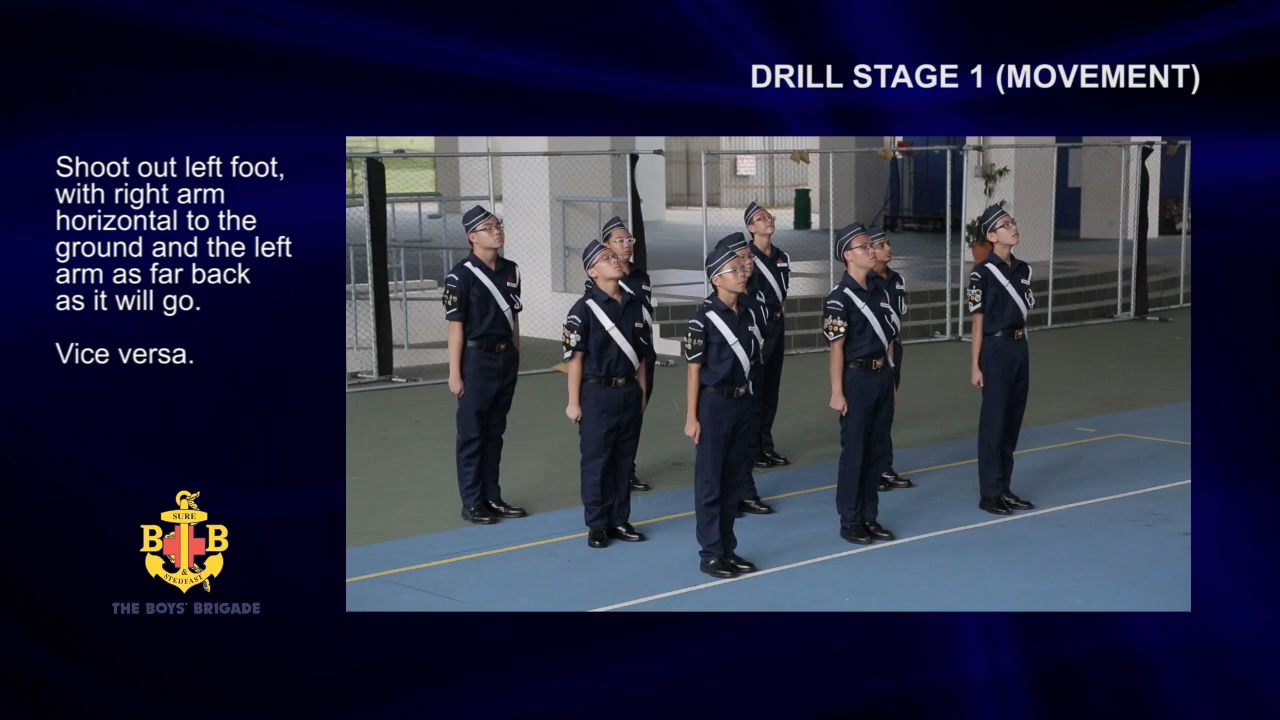 DRILL STAGE 1 (MOVEMENT)
Shoot out left foot,
with right arm
horizontal to the
ground and the left
arm as far back
as it will go.
Vice versa.
SURE
B B
&
STEDFAST
THE BOYS' BRIGADE